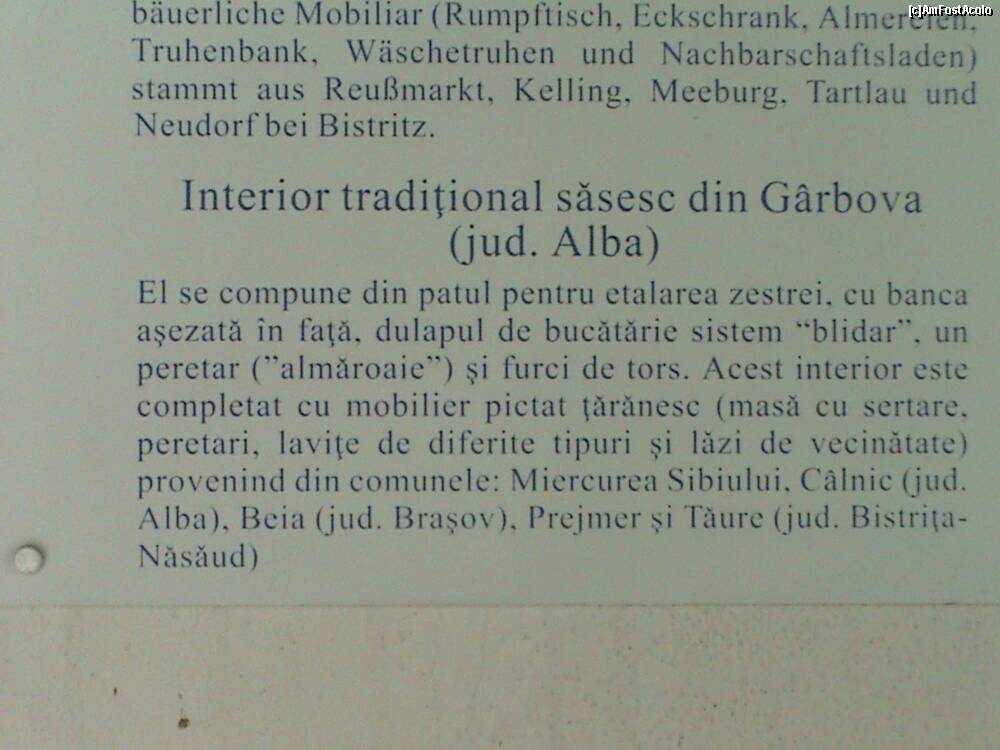 [c]AmFostAcolo
bäuerliche Mobiliar (Rumpftisch, Eckschrank, Almereien,
Truhenbank, Wäschetruhen und Nachbarschaftsladen)
stammt aus Reußmarkt, Kelling, Meeburg, Tartlau und
Neudorf bei Bistritz.
Interior tradiţional săsesc din Gârbova
(jud. Alba)
El se compune din patul pentru etalarea zestrei, cu banca
aşezată în faţă, dulapul de bucătărie sistem “blidar”, un
peretar (”almăroaie”) şi furci de tors. Acest interior este
completat cu mobilier pictat ţărănesc (masă cu sertare,
peretari, laviţe de diferite tipuri şi lăzi de vecinătate)
provenind din comunele: Miercurea Sibiului, Câlnic (jud.
Alba), Beia (jud. Braşov), Prejmer şi Tăure (jud. Bistriţa-
Năsăud)